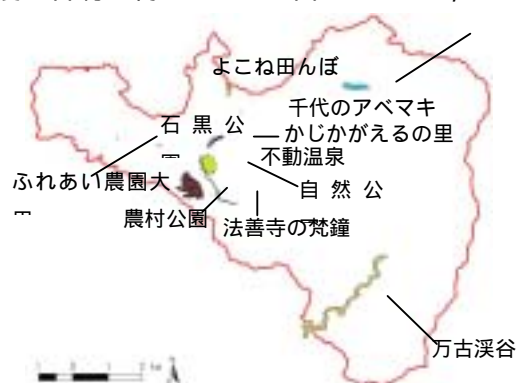 よこね田んぼ
千代のアベマキ
石黒公
かじかがえるの里
不動温泉
ふれあい農園大
自然公
農村公園
法善寺の梵鐘
万古渓谷